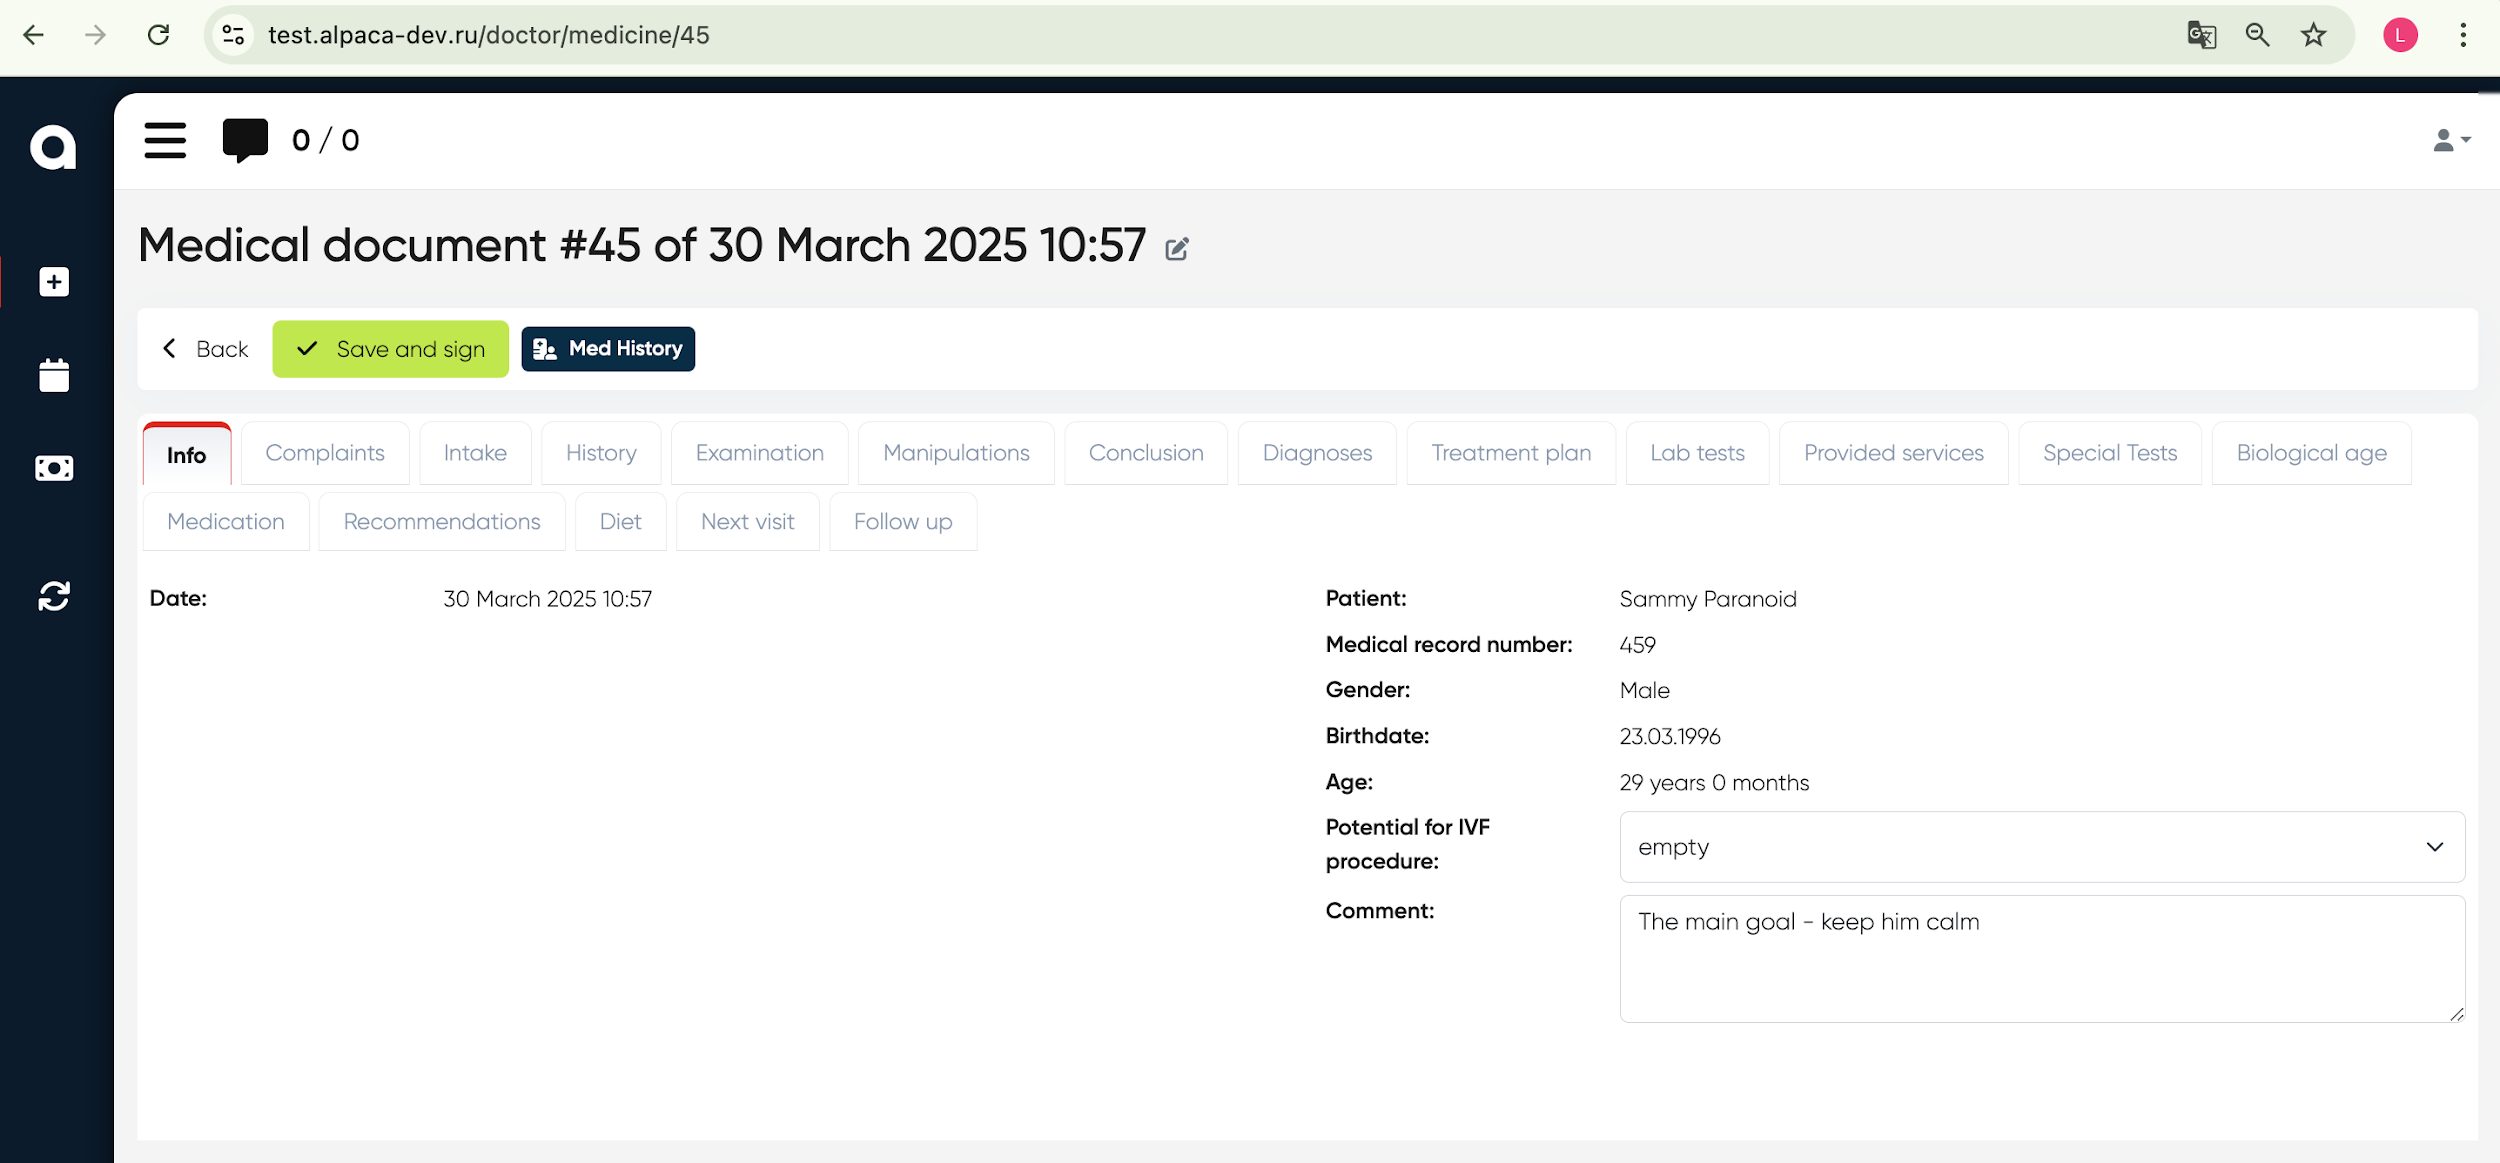 test.alpaca-dev.ru/doctor/medicine/45
L
0 / 0
Medical document #45 of 30 March 2025 10:57
Back
Save and sign
Med History
Info
Complaints
Intake
History
Examination
Manipulations
Conclusion
Diagnoses
Treatment plan
Lab tests
Provided services
Special Tests
Biological age
Medication
Recommendations
Diet
Next visit
Follow up
Date: 30 March 2025 10:57
Patient: Sammy Paranoid
Medical record number: 459
Gender: Male
Birthdate: 23.03.1996
Age: 29 years 0 months
Potential for IVF
procedure:
empty
Comment:
The main goal - keep him calm